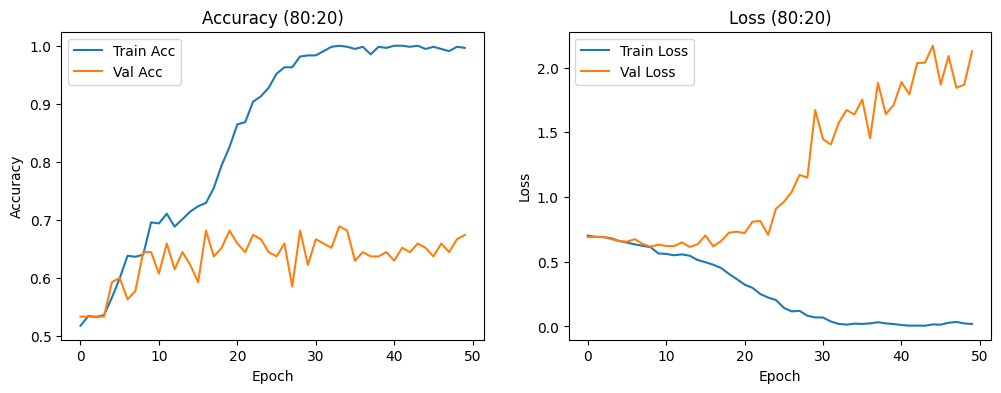 Accuracy (80:20)
Train Acc
Val Acc
1.0
0.9
0.8
0.7
0.6
0.5
Accuracy
0
10
20
30
40
50
Epoch
Loss (80:20)
Train Loss
Val Loss
2.0
1.5
1.0
0.5
0.0
Loss
0
10
20
30
40
50
Epoch